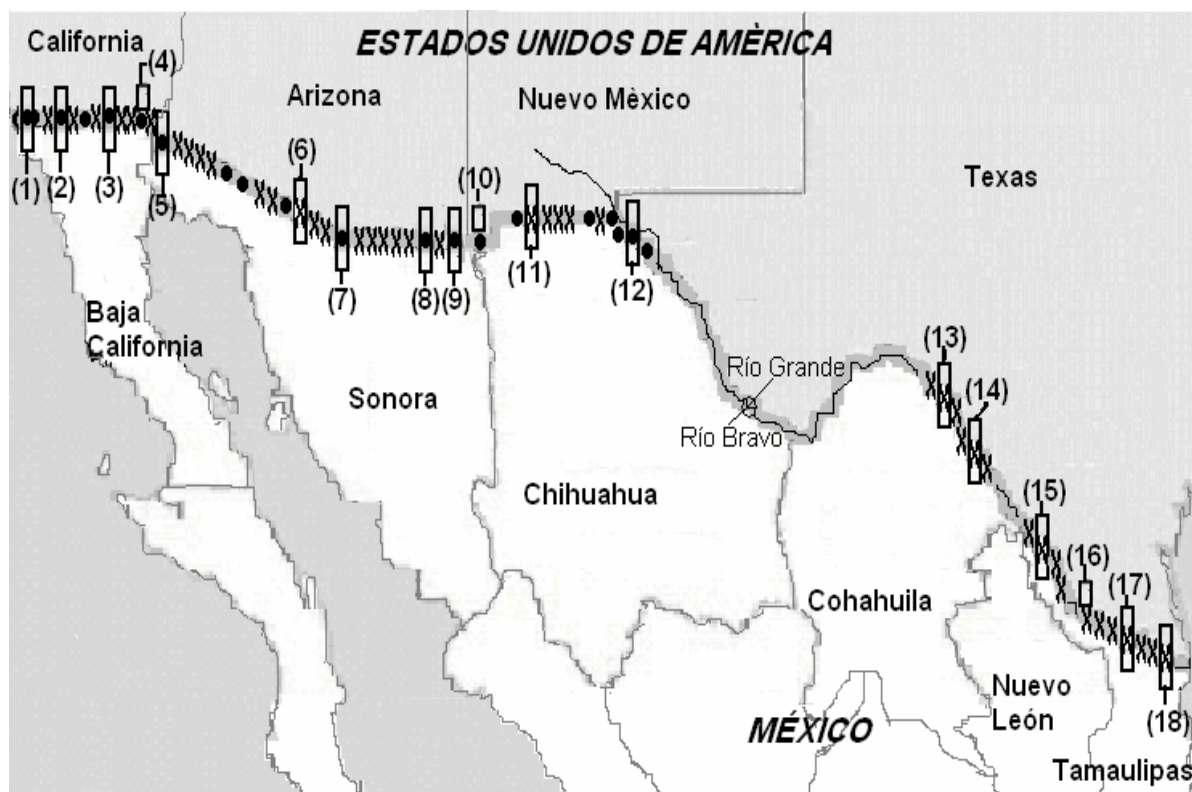 California
(4)
ESTADOS UNIDOS DE AMÈRICA
Arizona
Nuevo Mèxico
Texas
(1)
(2)
(3)
(5)
(6)
(7)
(8)
(9)
(10)
(11)
(12)
Baja
California
Sonora
Chihuahua
Río Grande
Río Bravo
(13)
(14)
(15)
(16)
(17)
Cohahuila
Nuevo
León
(18)
MÉXICO
Tamaulipas